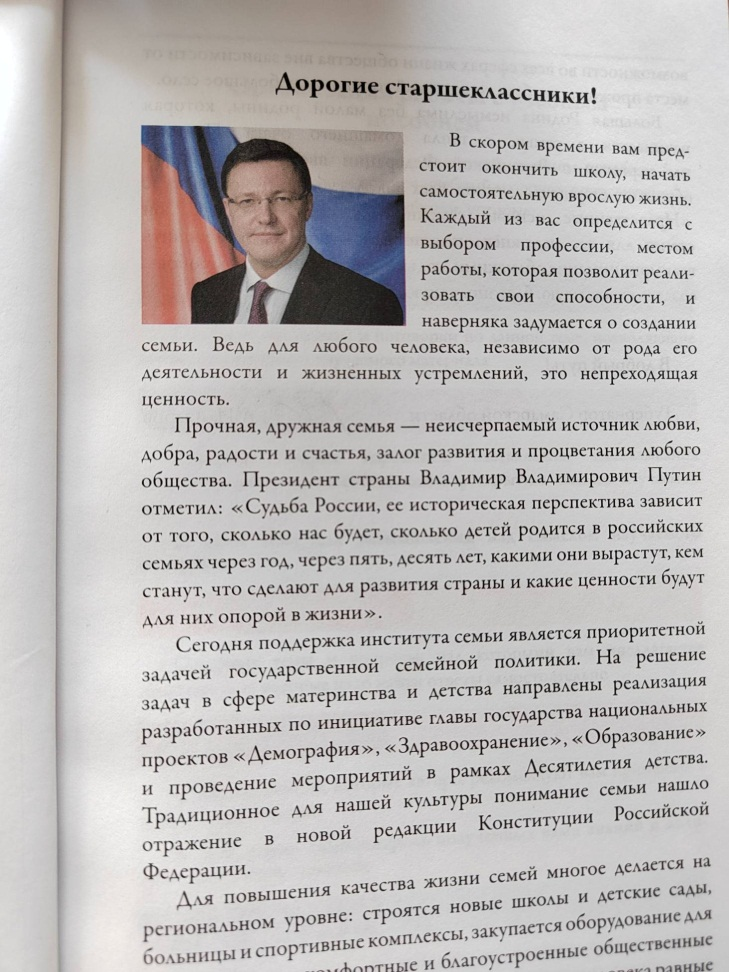 Дорогие старшеклассники!
В скором времени вам пред-
стоит окончить школу, начать
самостоятельную врослую жизнь.
Каждый из вас определится с
выбором профессии, местом
работы, которая позволит реали-
зовать свои способности, и
наверняка задумается о создании
семьи. Ведь для любого человека, независимо от рода его
деятельности и жизненных устремлений, это непреходящая
ценность.
Прочная, дружная семья — неисчерпаемый источник любви,
добра, радости и счастья, залог развития и процветания любого
общества. Президент страны Владимир Владимирович Путин
отметил: «Судьба России, ее историческая перспектива зависит
от того, сколько нас будет, сколько детей родится в российских
семьях через год, через пять, десять лет, какими они вырастут, кем
станут, что сделают для развития страны и какие ценности будут
для них опорой в жизни».
Сегодня поддержка института семьи является приоритетной
задачей государственной семейной политики. На решение
задач в сфере материнства и детства направлены реализация
разработанных по инициативе главы государства национальных
проектов «Демография», «Здравоохранение», «Образование»
и проведение мероприятий в рамках Десятилетия детства.
Традиционное для нашей культуры понимание семьи нашло
отражение в новой редакции Конституции Российской
Федерации.
Для повышения качества жизни семей многое делается на
региональном уровне: строятся новые школы и детские сады,
больницы и спортивные комплексы, закупается оборудование для
и благоустроенные общественные
равные